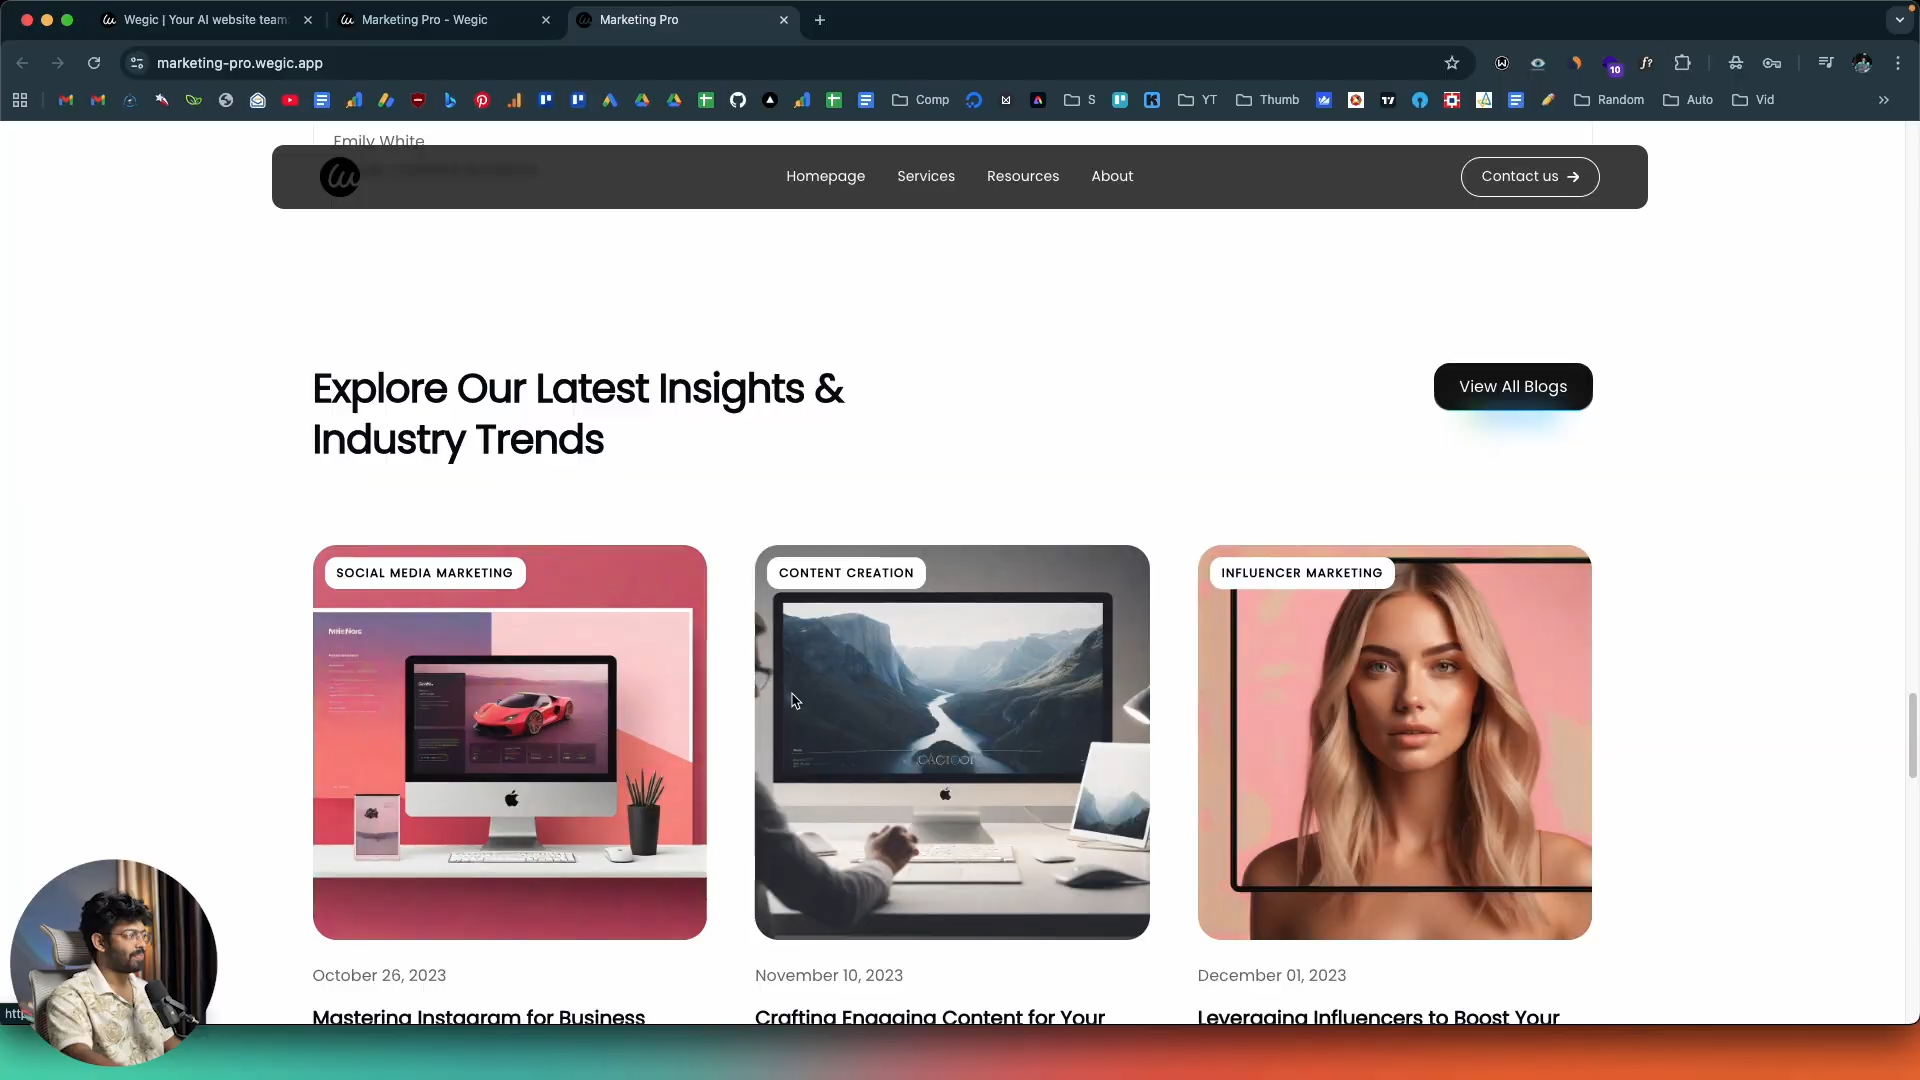 Wegic | Your AI website team
Marketing Pro - Wegic
Marketing Pro
marketing-pro.wegic.app
10
f?
Comp
S
YT
Thumb
Random
Auto
Vid
Emily White
Homepage
Services
Resources
About
Contact us
Explore Our Latest Insights &
Industry Trends
View All Blogs
SOCIAL MEDIA MARKETING
CONTENT CREATION
INFLUENCER MARKETING
October 26, 2023
November 10, 2023
December 01, 2023
Mastering Instagram for Business
Crafting Engaging Content for Your
Leveraging Influencers to Boost Your